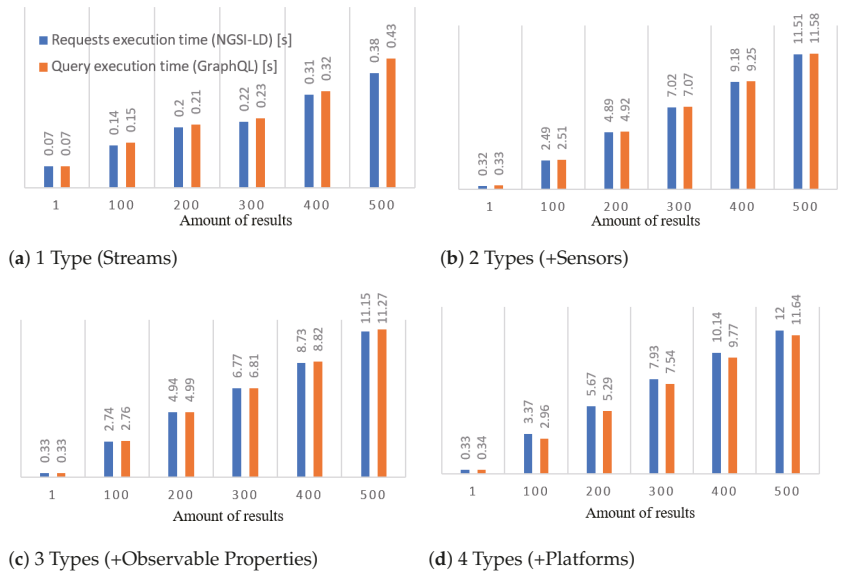 Requests execution time (NGSI-LD) [s]
Query execution time (GraphQL) [s]
0.07 0.07 0.14 0.15 0.2 0.21 0.22 0.23 0.31 0.32 0.38 0.43
1 100 200 300 400 500
Amount of results
(a) 1 Type (Streams)
0.32 0.33 2.49 2.51 4.89 4.92 7.02 7.07 9.18 9.25 11.51 11.58
1 100 200 300 400 500
Amount of results
(b) 2 Types (+Sensors)
0.33 0.33 2.74 2.76 4.94 4.99 6.77 6.81 8.73 8.82 11.15 11.27
1 100 200 300 400 500
Amount of results
(c) 3 Types (+Observable Properties)
0.33 0.34 3.37 2.96 5.67 5.29 7.93 7.54 10.14 9.77 12 11.64
1 100 200 300 400 500
Amount of results
(d) 4 Types (+Platforms)